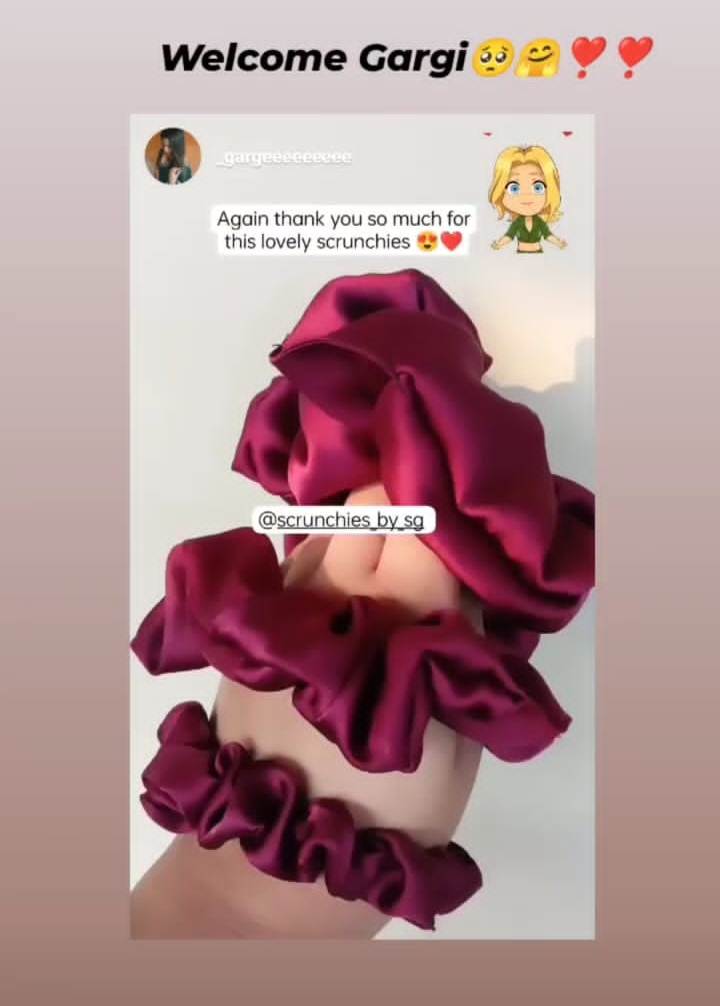 Welcome Gargi🥺🤗❣️❣️
_gargeeeeeeeee
Again thank you so much for
this lovely scrunchies 😍❤️
@scrunchies_by_sg